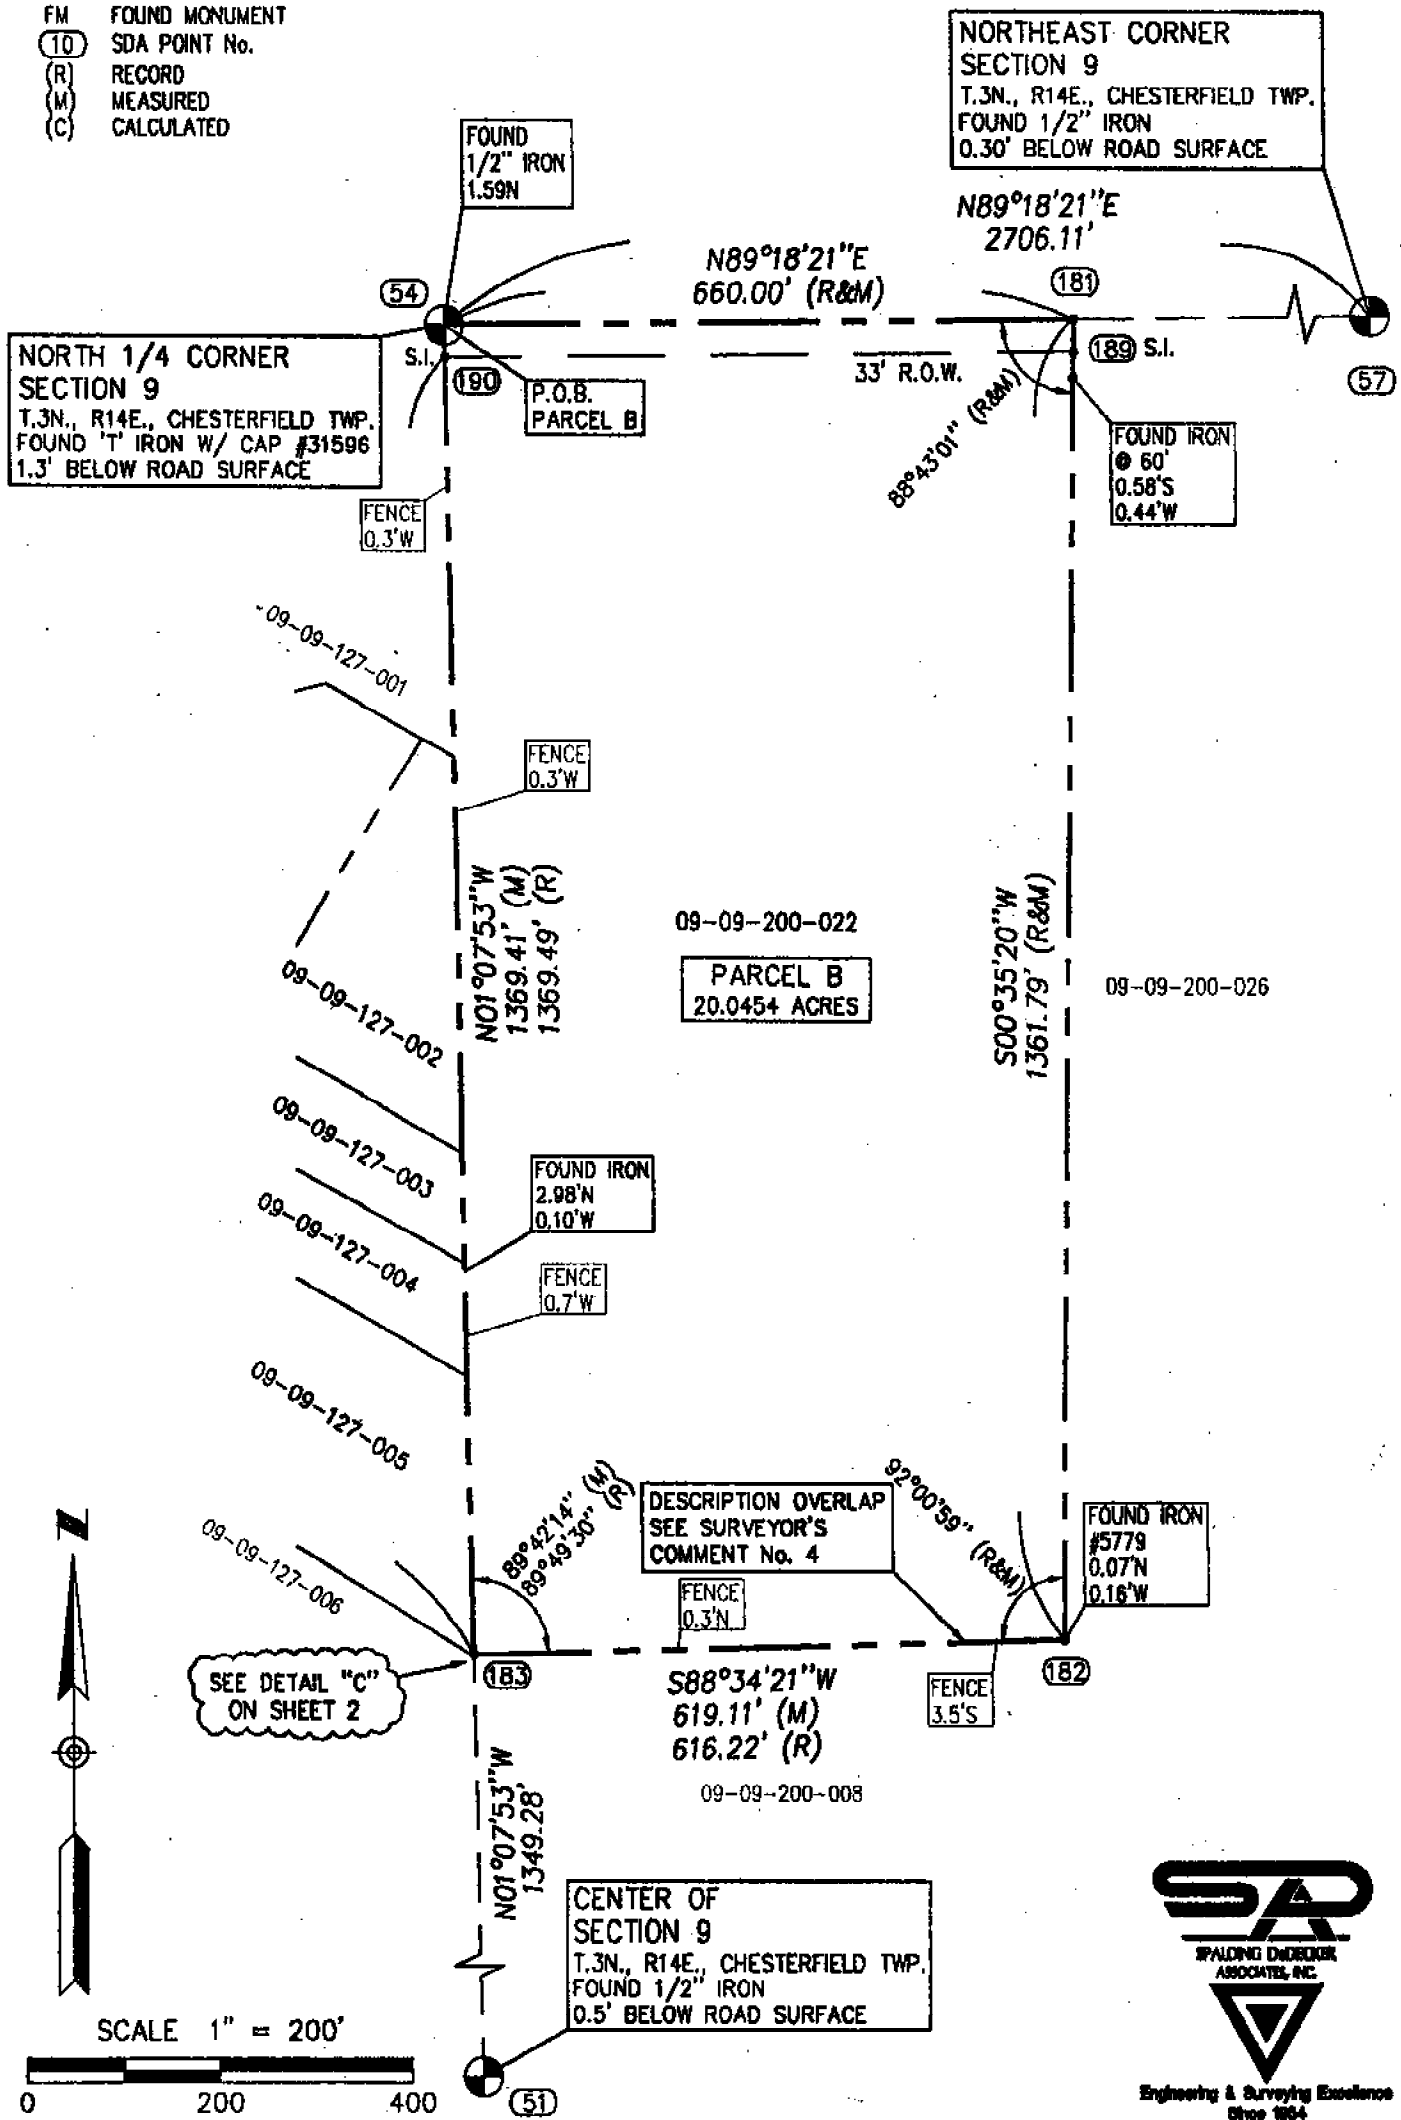 FM FOUND MONUMENT
10 SDA POINT No.
(R) RECORD
(M) MEASURED
(C) CALCULATED
NORTHEAST CORNER
SECTION 9
T.3N., R14E., CHESTERFIELD TWP.
FOUND 1/2" IRON
0.30' BELOW ROAD SURFACE
FOUND
1/2" IRON
1.59N
N89°18'21"E
2706.11'
N89°18'21"E
660.00' (R&M)
54
181
NORTH 1/4 CORNER
SECTION 9
T.3N., R14E., CHESTERFIELD TWP.
FOUND 'T' IRON W/ CAP #31596
1.3' BELOW ROAD SURFACE
S.I.
190
P.O.B.
PARCEL B
33' R.O.W.
189 S.I.
57
88°43'01" (R&M)
FOUND IRON
@ 60'
0.58'S
0.44'W
FENCE
0.3'W
09-09-127-001
FENCE
0.3'W
N01°07'53"W
1369.41' (M)
1369.49' (R)
09-09-200-022
PARCEL B
20.0454 ACRES
S00°35'20"W
1361.79' (R&M)
09-09-200-026
09-09-127-002
09-09-127-003
FOUND IRON
2.98'N
0.10'W
09-09-127-004
FENCE
0.7'W
09-09-127-005
89°42'14" (M)
89°49'30" (R)
DESCRIPTION OVERLAP
SEE SURVEYOR'S
COMMENT No. 4
92°00'59" (R&M)
FOUND IRON
#5779
0.07'N
0.16'W
N
09-09-127-006
FENCE
0.3'N
SEE DETAIL "C"
ON SHEET 2
183
S88°34'21"W
619.11' (M)
616.22' (R)
FENCE
3.5'S
182
09-09-200-008
N01°07'53"W
1349.28'
CENTER OF
SECTION 9
T.3N., R14E., CHESTERFIELD TWP.
FOUND 1/2" IRON
0.5' BELOW ROAD SURFACE
SCALE 1" = 200'
0 200 400
51
SDA
SPALDING DeDECKER
ASSOCIATES, INC.
Engineering & Surveying Excellence
Since 1954